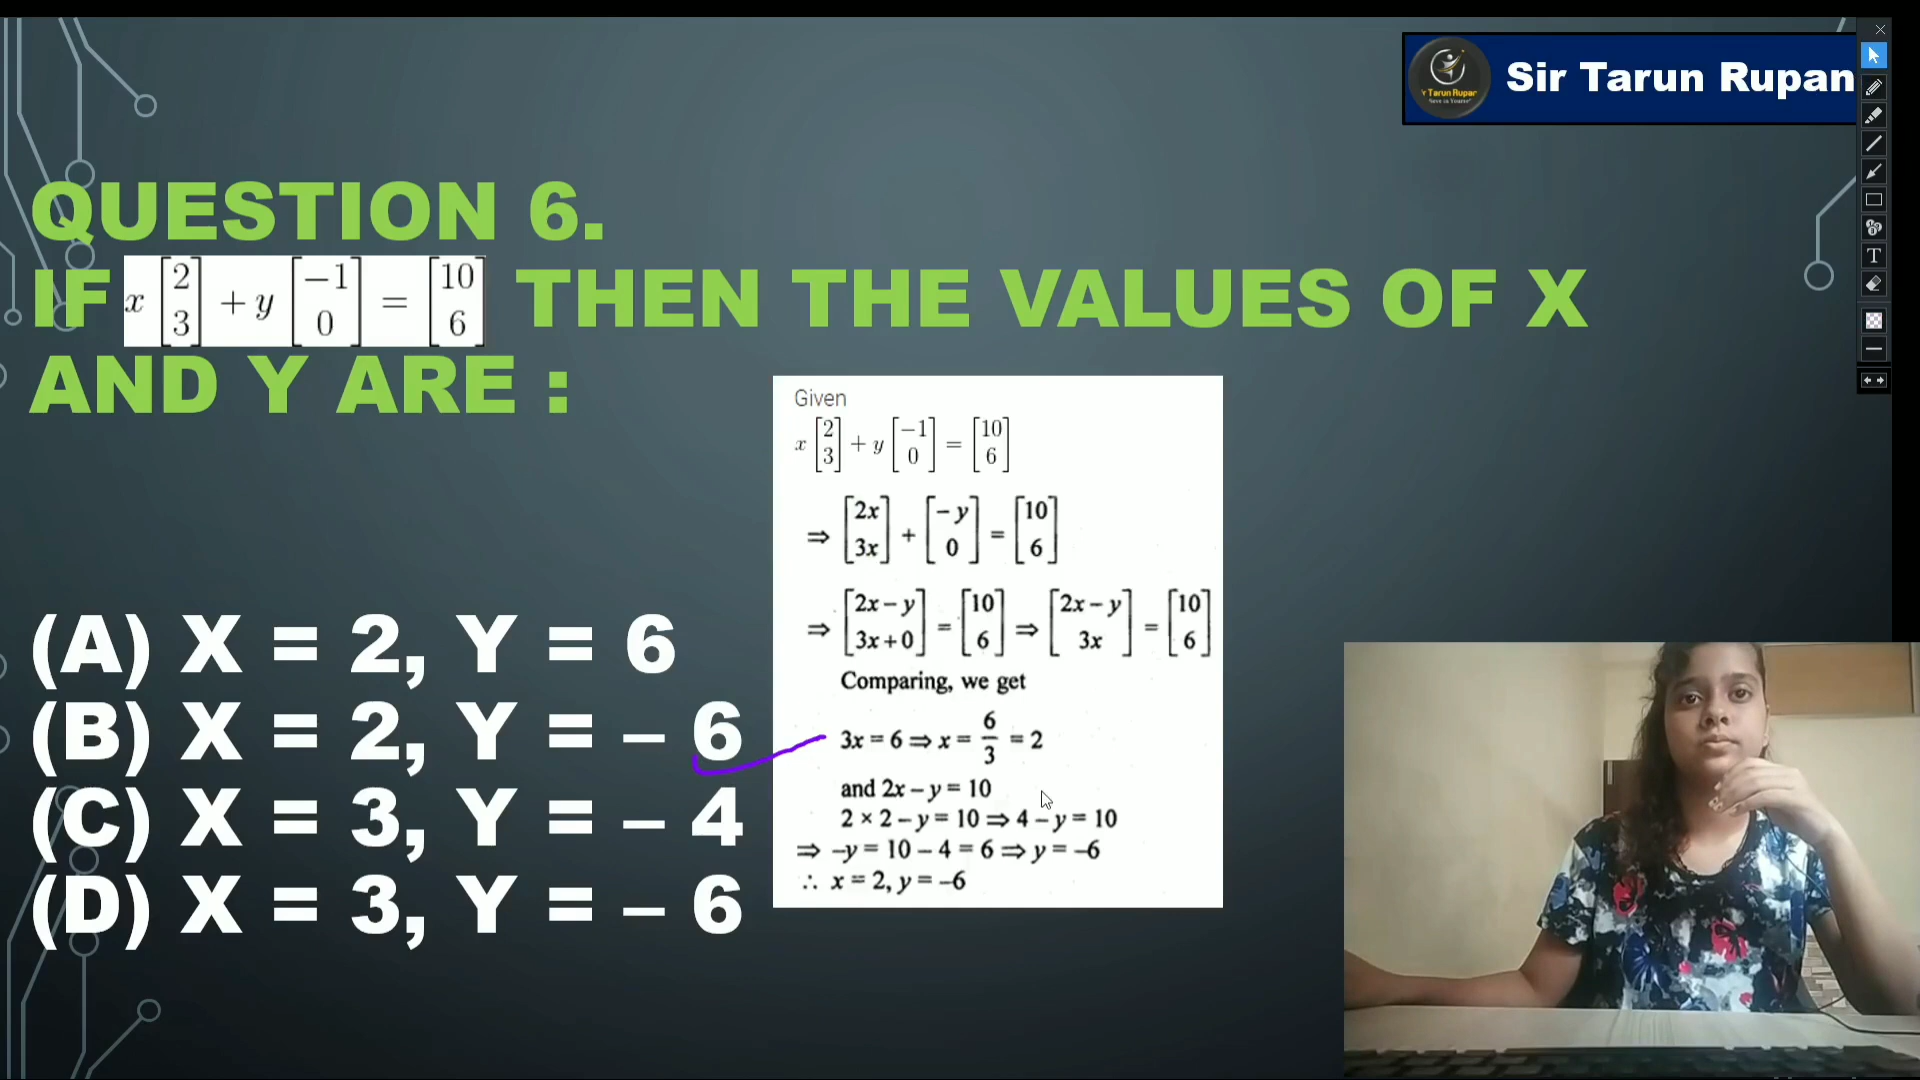 Sir Tarun Rupan
QUESTION 6.
IF x [2 3] + y [−1 0] = [10 6] THEN THE VALUES OF X
AND Y ARE :
(A) X = 2, Y = 6
(B) X = 2, Y = – 6
(C) X = 3, Y = – 4
(D) X = 3, Y = – 6
Given
x [2 3] + y [−1 0] = [10 6]
⇒ [2x 3x] + [– y 0] = [10 6]
⇒ [2x – y 3x + 0] = [10 6] ⇒ [2x – y 3x] = [10 6]
Comparing, we get
3x = 6 ⇒ x = 6/3 = 2
and 2x – y = 10
2 × 2 – y = 10 ⇒ 4 – y = 10
⇒ –y = 10 – 4 = 6 ⇒ y = –6
∴ x = 2, y = –6